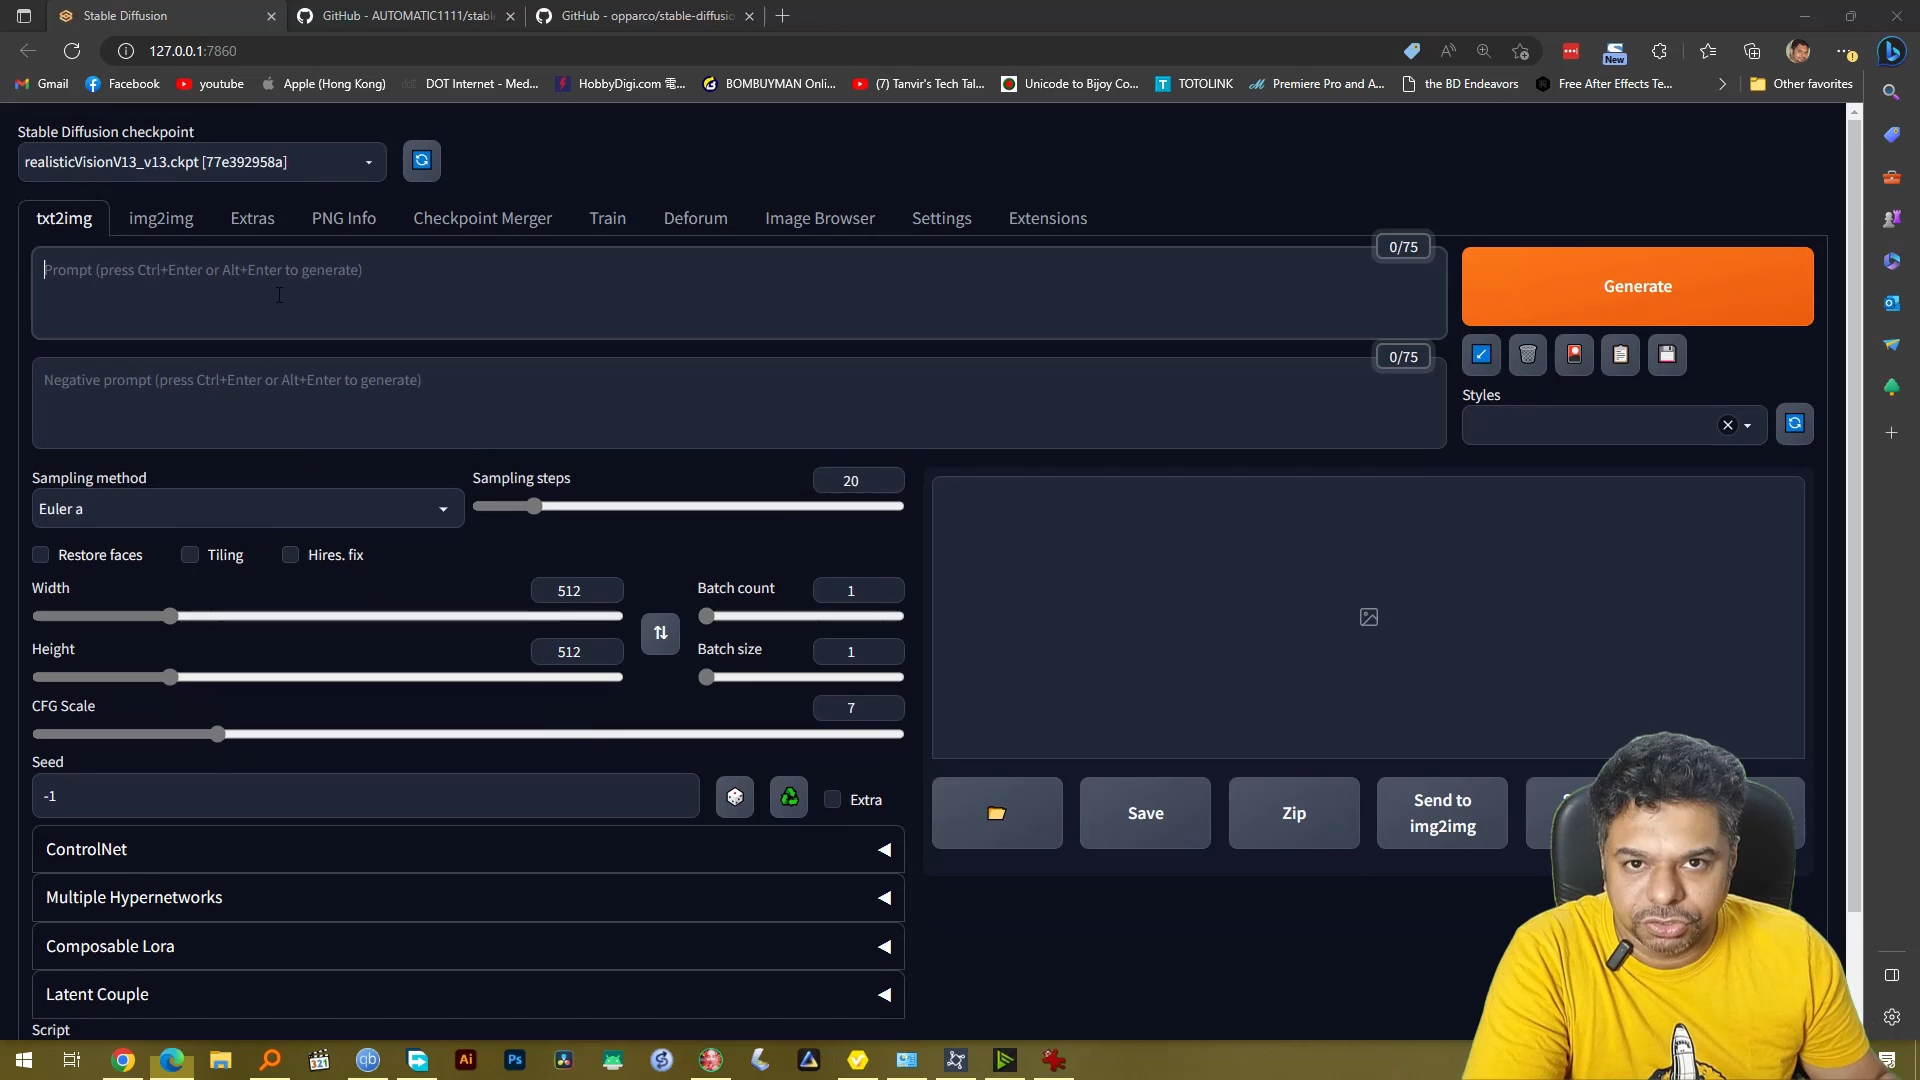 Stable Diffusion
GitHub - AUTOMATIC1111/stabl
GitHub - opparco/stable-diffusio
127.0.0.1:7860
New
Gmail
Facebook
youtube
Apple (Hong Kong)
DOT Internet - Med...
HobbyDigi.com 電...
BOMBUYMAN Onli...
(7) Tanvir's Tech Tal...
Unicode to Bijoy Co...
TOTOLINK
Premiere Pro and A...
the BD Endeavors
Free After Effects Te...
Other favorites
Stable Diffusion checkpoint
realisticVisionV13_v13.ckpt [77e392958a]
txt2img
img2img
Extras
PNG Info
Checkpoint Merger
Train
Deforum
Image Browser
Settings
Extensions
0/75
Prompt (press Ctrl+Enter or Alt+Enter to generate)
Generate
0/75
Negative prompt (press Ctrl+Enter or Alt+Enter to generate)
Styles
Sampling method
Euler a
Sampling steps
20
Restore faces
Tiling
Hires. fix
Width
512
Batch count
1
Height
512
Batch size
1
CFG Scale
7
Seed
-1
Extra
Save
Zip
Send to
img2img
ControlNet
Multiple Hypernetworks
Composable Lora
Latent Couple
Script
321
qb
Ai
Ps